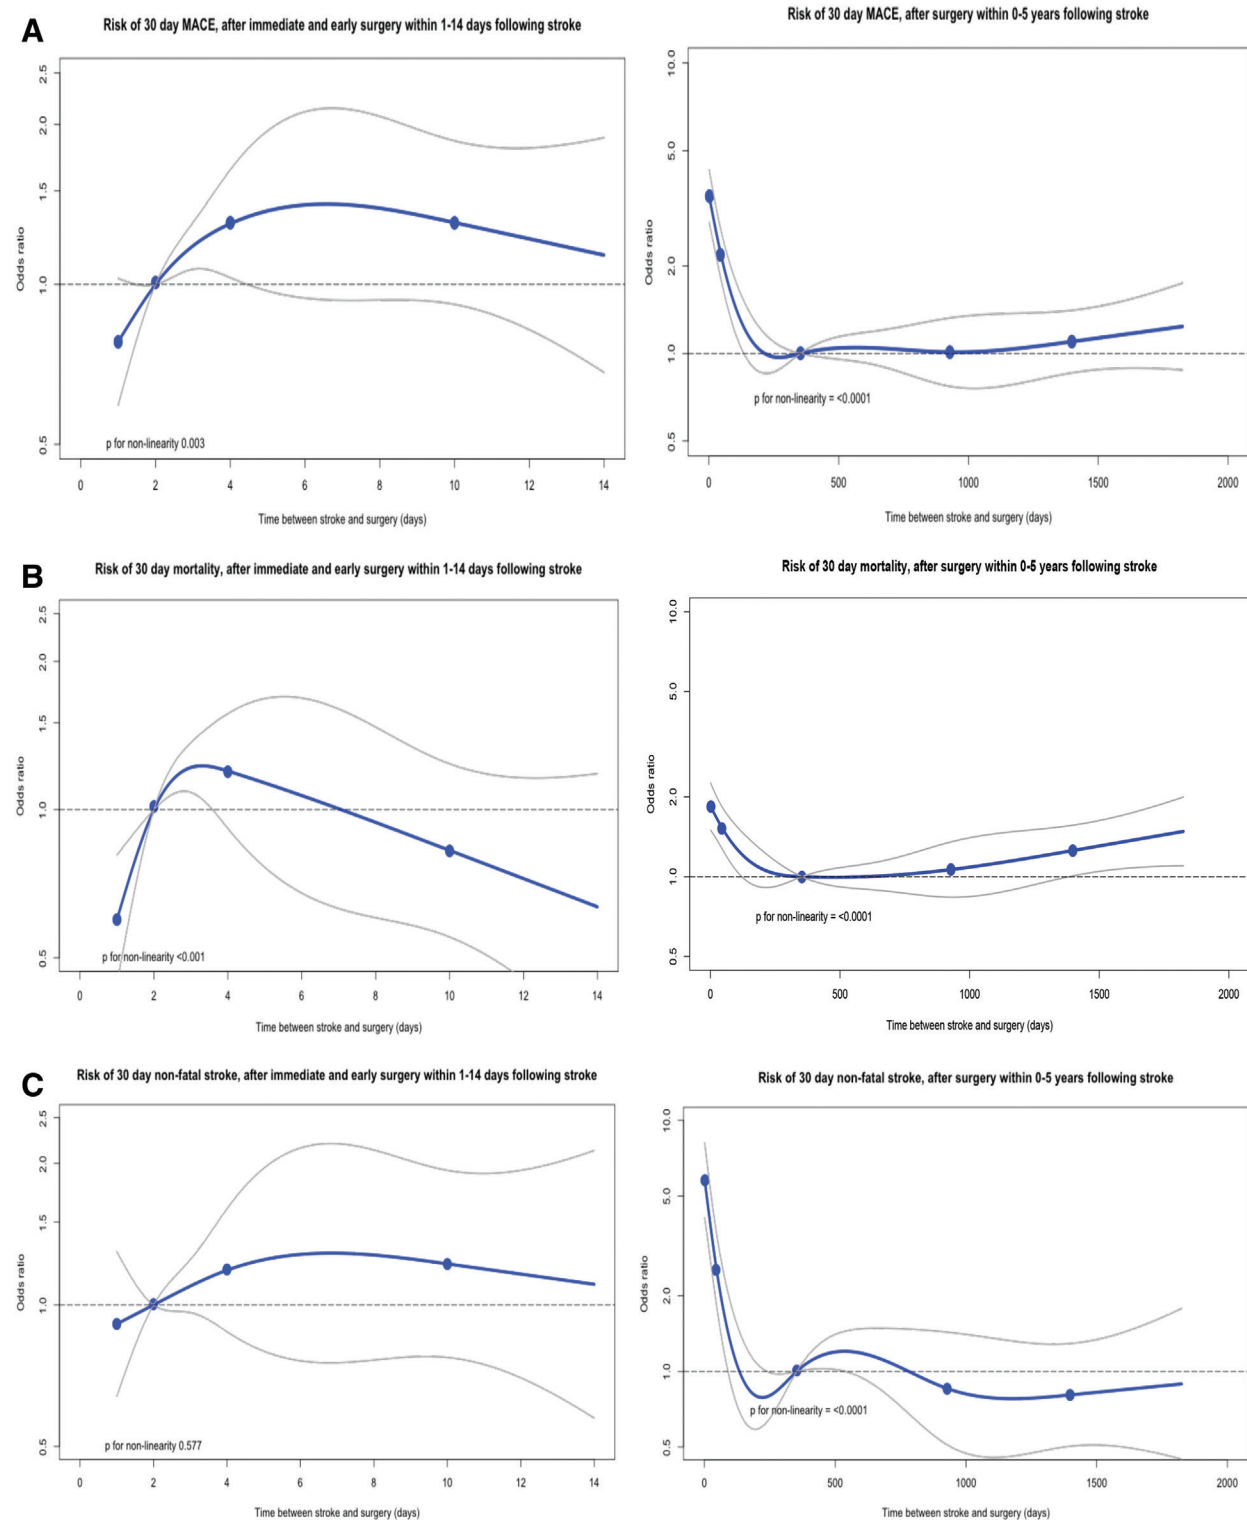 A
Risk of 30 day MACE, after immediate and early surgery within 1-14 days following stroke
2.5
2.0
1.5
1.0
0.5
Odds ratio
p for non-linearity 0.003
0 2 4 6 8 10 12 14
Time between stroke and surgery (days)
Risk of 30 day MACE, after surgery within 0-5 years following stroke
10.0
5.0
2.0
1.0
0.5
Odds ratio
p for non-linearity = <0.0001
0 500 1000 1500 2000
Time between stroke and surgery (days)
B
Risk of 30 day mortality, after immediate and early surgery within 1-14 days following stroke
2.5
2.0
1.5
1.0
0.5
Odds ratio
p for non-linearity <0.001
0 2 4 6 8 10 12 14
Time between stroke and surgery (days)
Risk of 30 day mortality, after surgery within 0-5 years following stroke
10.0
5.0
2.0
1.0
0.5
Odds ratio
p for non-linearity = <0.0001
0 500 1000 1500 2000
Time between stroke and surgery (days)
C
Risk of 30 day non-fatal stroke, after immediate and early surgery within 1-14 days following stroke
2.5
2.0
1.5
1.0
0.5
Odds ratio
p for non-linearity 0.577
0 2 4 6 8 10 12 14
Time between stroke and surgery (days)
Risk of 30 day non-fatal stroke, after surgery within 0-5 years following stroke
10.0
5.0
2.0
1.0
0.5
Odds ratio
p for non-linearity = <0.0001
0 500 1000 1500 2000
Time between stroke and surgery (days)